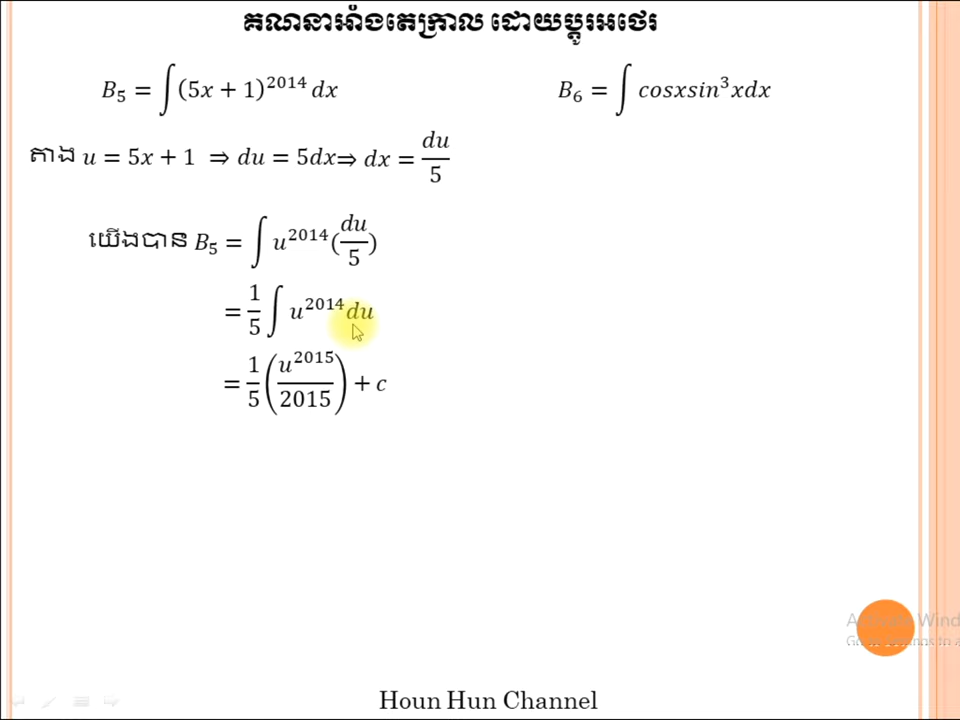 គណនាអាំងតេក្រាល ដោយប្តូរអថេរ
B₅ = ∫(5x + 1)²⁰¹⁴ dx
B₆ = ∫ cosxsin³xdx
តាង u = 5x + 1 ⇒ du = 5dx⇒ dx = du/5
យើងបាន B₅ = ∫ u²⁰¹⁴(du/5)
= 1/5 ∫ u²⁰¹⁴du
= 1/5 (u²⁰¹⁵/2015) + c
Houn Hun Channel